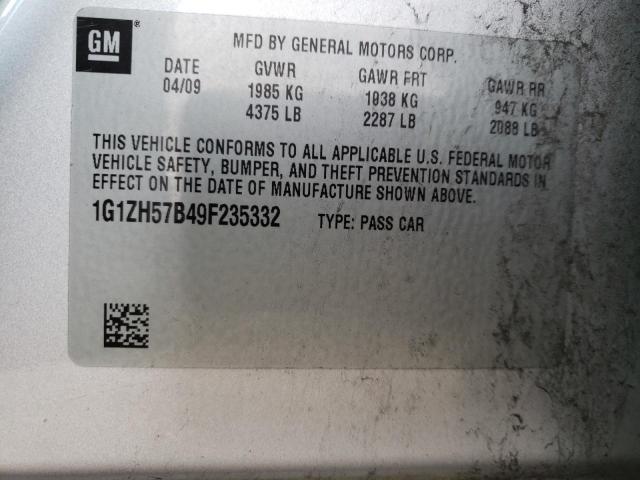 GM ®
MFD BY GENERAL MOTORS CORP.
DATE GVWR GAWR FRT GAWR RR
04/09 1985 KG 1038 KG 947 KG
4375 LB 2287 LB 2088 LB
THIS VEHICLE CONFORMS TO ALL APPLICABLE U.S. FEDERAL MOTOR
VEHICLE SAFETY, BUMPER, AND THEFT PREVENTION STANDARDS IN
EFFECT ON THE DATE OF MANUFACTURE SHOWN ABOVE.
1G1ZH57B49F235332 TYPE: PASS CAR